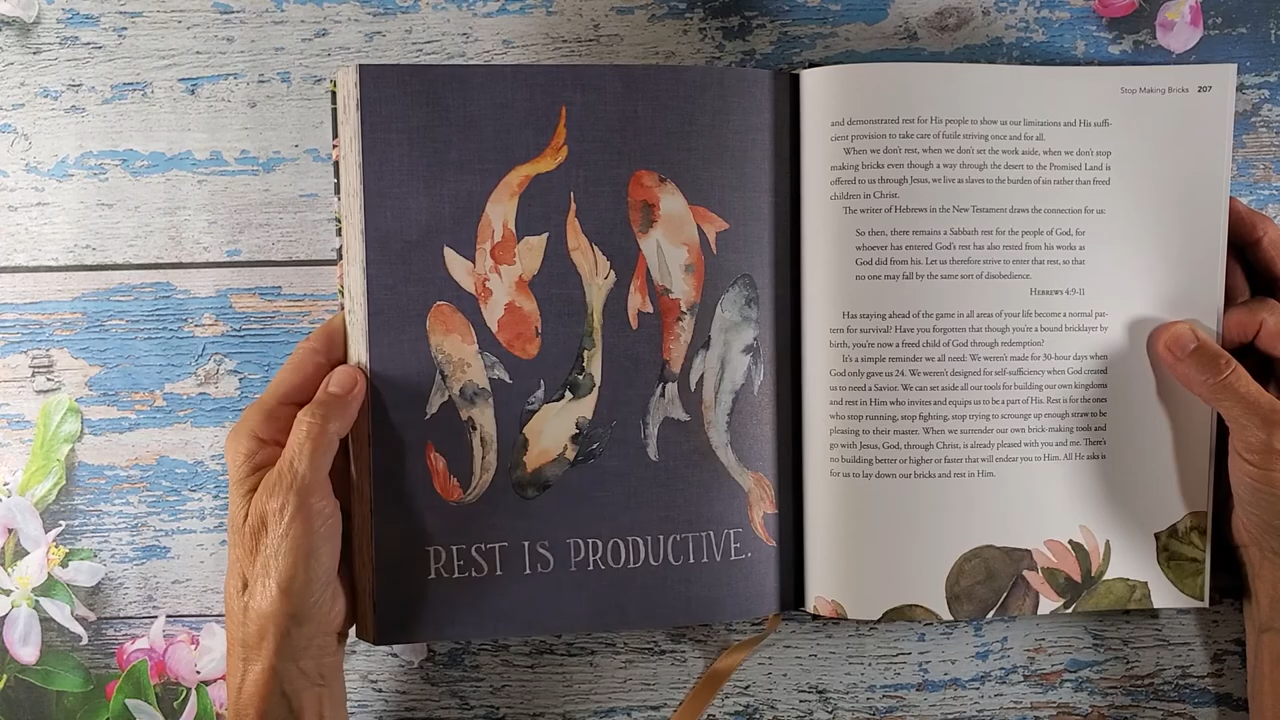 REST IS PRODUCTIVE.
Stop Making Bricks 207
and demonstrated rest for His people to show us our limitations and His suffi-
cient provision to take care of futile striving once and for all.
When we don't rest, when we don't set the work aside, when we don't stop
making bricks even though a way through the desert to the Promised Land is
offered to us through Jesus, we live as slaves to the burden of sin rather than freed
children in Christ.
The writer of Hebrews in the New Testament draws the connection for us:
So then, there remains a Sabbath rest for the people of God, for
whoever has entered God's rest has also rested from his works as
God did from his. Let us therefore strive to enter that rest, so that
no one may fall by the same sort of disobedience.
Hebrews 4:9-11
Has staying ahead of the game in all areas of your life become a normal pat-
tern for survival? Have you forgotten that though you're a bound bricklayer by
birth, you're now a freed child of God through redemption?
It's a simple reminder we all need: We weren't made for 30-hour days when
God only gave us 24. We weren't designed for self-sufficiency when God created
us to need a Savior. We can set aside all our tools for building our own kingdoms
and rest in Him who invites and equips us to be a part of His. Rest is for the ones
who stop running, stop fighting, stop trying to scrounge up enough straw to be
pleasing to their master. When we surrender our own brick-making tools and
go with Jesus, God, through Christ, is already pleased with you and me. There's
no building better or higher or faster that will endear you to Him. All He asks is
for us to lay down our bricks and rest in Him.